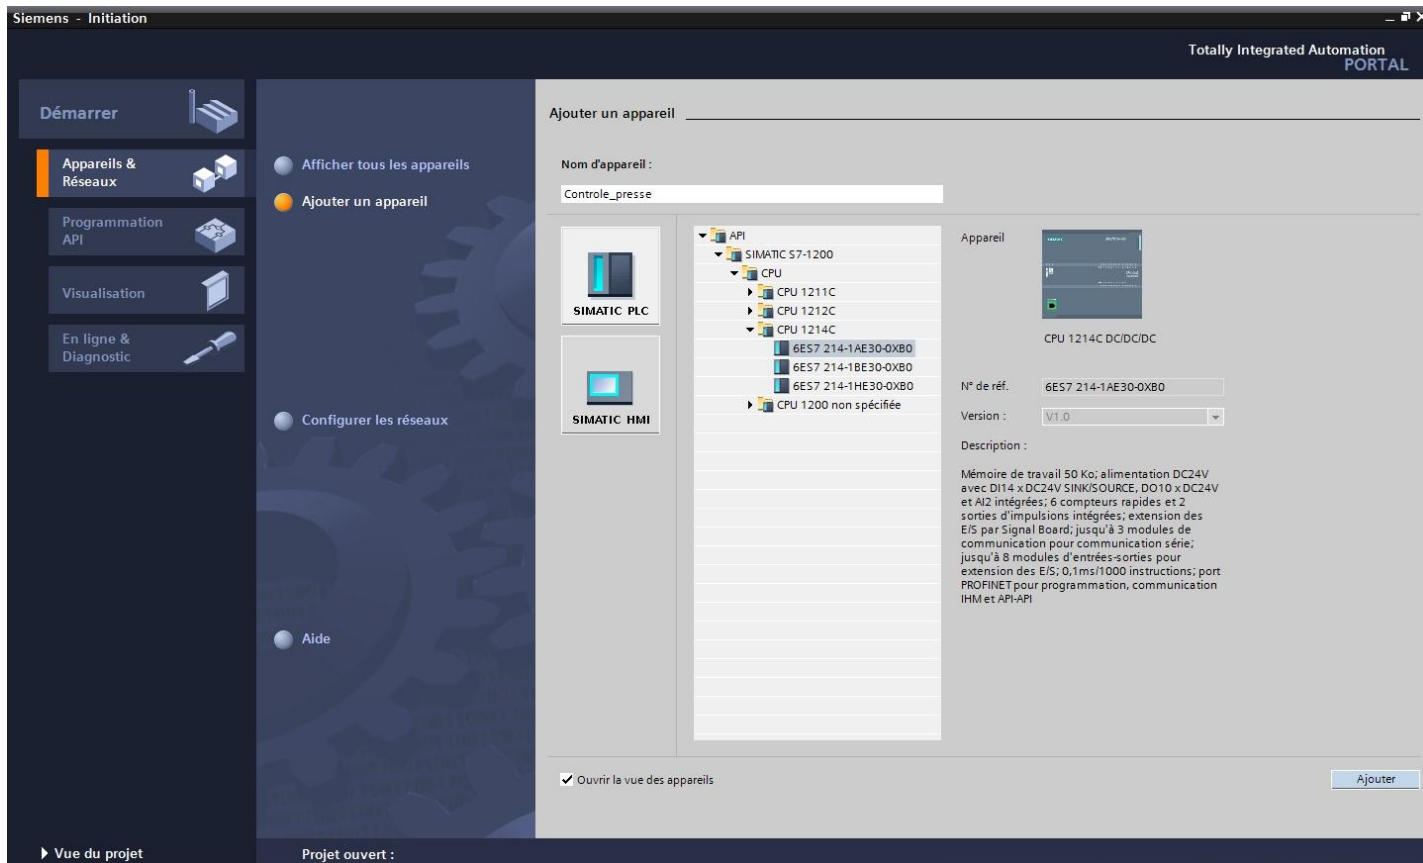 Siemens - Initiation
Totally Integrated Automation
PORTAL
Démarrer
Appareils &
Réseaux
Programmation
API
Visualisation
En ligne &
Diagnostic
Vue du projet
Afficher tous les appareils
Ajouter un appareil
Configurer les réseaux
Aide
Projet ouvert :
Ajouter un appareil
Nom d'appareil :
Controle_presse
SIMATIC PLC
SIMATIC HMI
API
SIMATIC S7-1200
CPU
CPU 1211C
CPU 1212C
CPU 1214C
6ES7 214-1AE30-0XB0
6ES7 214-1BE30-0XB0
6ES7 214-1HE30-0XB0
CPU 1200 non spécifiée
Appareil
CPU 1214C DC/DC/DC
N° de réf.
6ES7 214-1AE30-0XB0
Version :
V1.0
Description :
Mémoire de travail 50 Ko; alimentation DC24V
avec DI14 x DC24V SINK/SOURCE, DO10 x DC24V
et AI2 intégrées; 6 compteurs rapides et 2
sorties d'impulsions intégrées; extension des
E/S par Signal Board; jusqu'à 3 modules de
communication pour communication série;
jusqu'à 8 modules d'entrées-sorties pour
extension des E/S; 0,1ms/1000 instructions; port
PROFINET pour programmation, communication
IHM et API-API
Ouvrir la vue des appareils
Ajouter